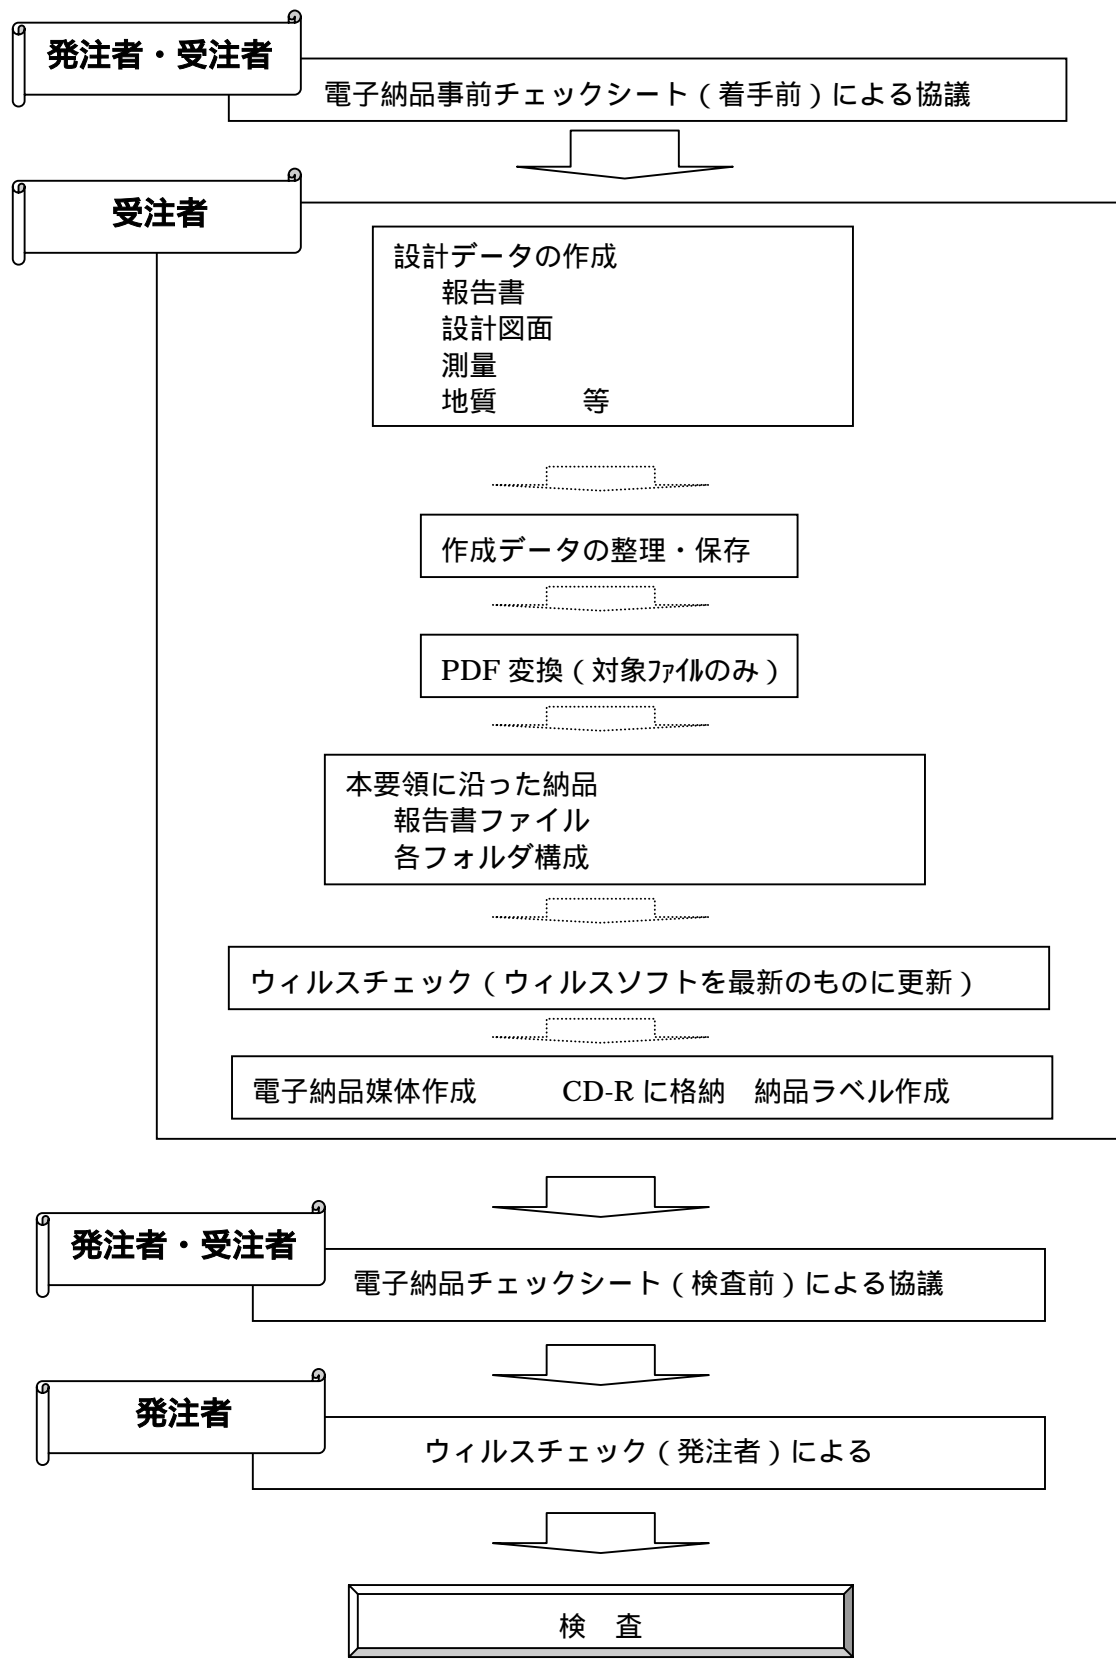 発注者・受注者
電子納品事前チェックシート（着手前）による協議
受注者
設計データの作成
報告書
設計図面
測量
地質　　　等
作成データの整理・保存
PDF 変換（対象ﾌｧｲﾙのみ）
本要領に沿った納品
報告書ファイル
各フォルダ構成
ウィルスチェック（ウィルスソフトを最新のものに更新）
電子納品媒体作成　　　CD-R に格納　納品ラベル作成
発注者・受注者
電子納品チェックシート（検査前）による協議
発注者
ウィルスチェック（発注者）による
検　査